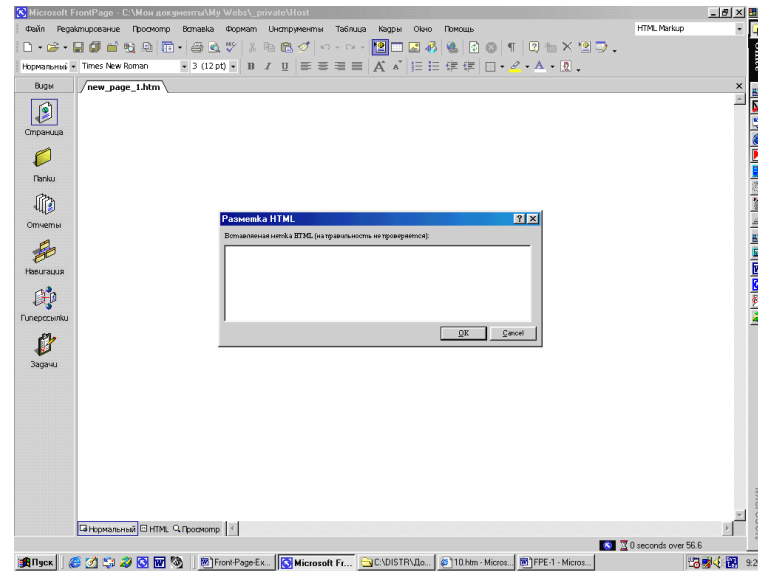 Microsoft FrontPage - C:\Мои документы\My Webs\_private\Host
Файл Редактирование Просмотр Вставка Формат Инструменты Таблица Кадры Окно Помощь
HTML Markup
Нормальный Times New Roman 3 (12 pt)
Виды
new_page_1.htm
Страница
Папки
Отчеты
Навигация
Гиперссылки
Задачи
Разметка HTML
Вставляемая метка HTML (на правильность не проверяется):
OK Cancel
Нормальный HTML Просмотр
0 seconds over 56.6
Пуск Front-Page-Ex... Microsoft Fr... C:\DISTR\До... 10.htm - Micros... FPE-1 - Micros...